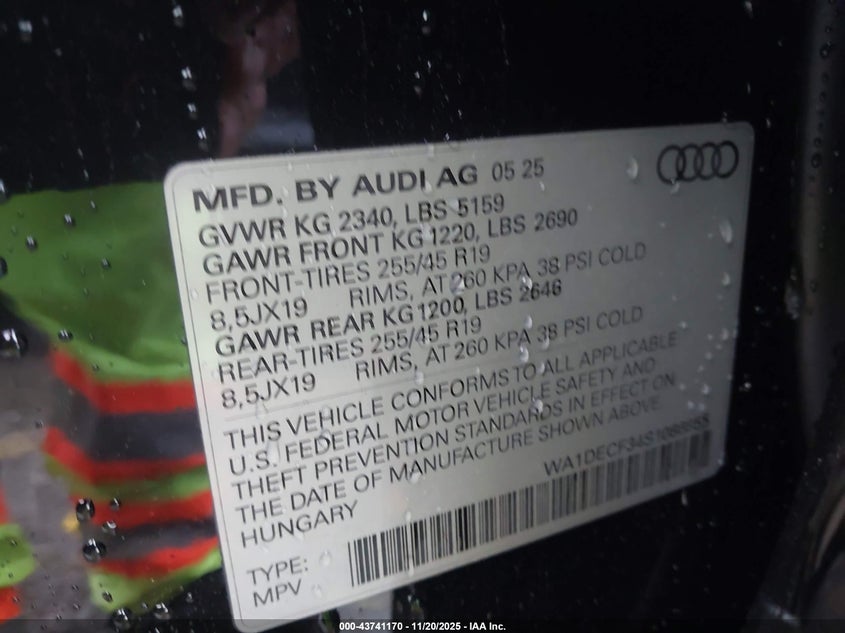 MFD. BY AUDI AG 05 25
GVWR KG 2340, LBS 5159
GAWR FRONT KG 1220, LBS 2690
FRONT-TIRES 255/45 R19
8,5JX19 RIMS, AT 260 KPA 38 PSI COLD
GAWR REAR KG 1200, LBS 2646
REAR-TIRES 255/45 R19
8,5JX19 RIMS, AT 260 KPA 38 PSI COLD
THIS VEHICLE CONFORMS TO ALL APPLICABLE
U.S. FEDERAL MOTOR VEHICLE SAFETY AND
THEFT PREVENTION STANDARDS IN EFFECT ON
THE DATE OF MANUFACTURE SHOWN ABOVE.
HUNGARY
TYPE:
MPV
000-43741170 - 11/20/2025 - IAA Inc.